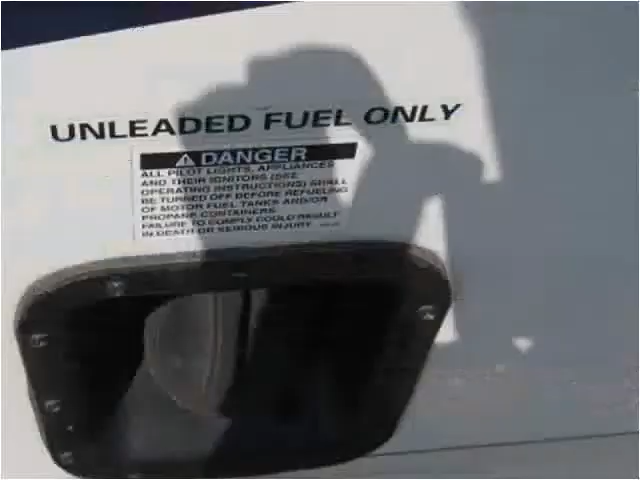 UNLEADED FUEL ONLY
DANGER
ALL PILOT LIGHTS, APPLIANCES
AND THEIR IGNITORS (SEE
OPERATING INSTRUCTIONS) SHALL
BE TURNED OFF BEFORE REFUELING
OF MOTOR FUEL TANKS AND/OR
PROPANE CONTAINERS.
FAILURE TO COMPLY COULD RESULT
IN DEATH OR SERIOUS INJURY